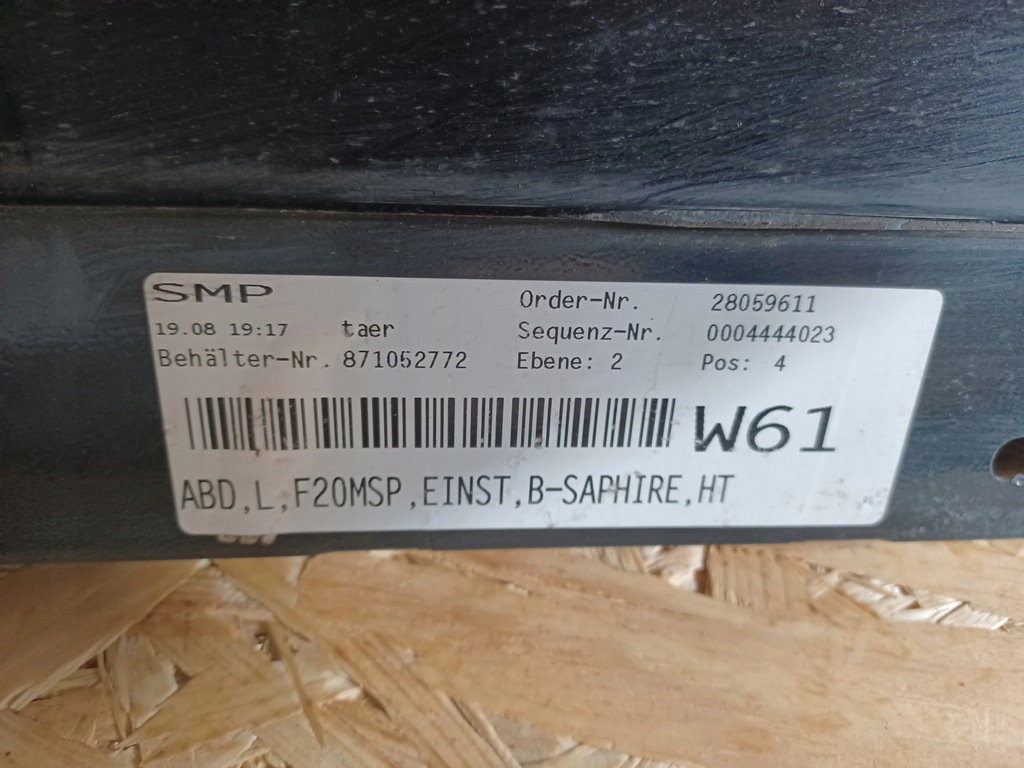 SMP
Order-Nr. 28059611
19.08 19:17 taer Sequenz-Nr. 0004444023
Behälter-Nr. 871052772 Ebene: 2 Pos: 4
W61
ABD,L,F20MSP,EINST,B-SAPHIRE,HT